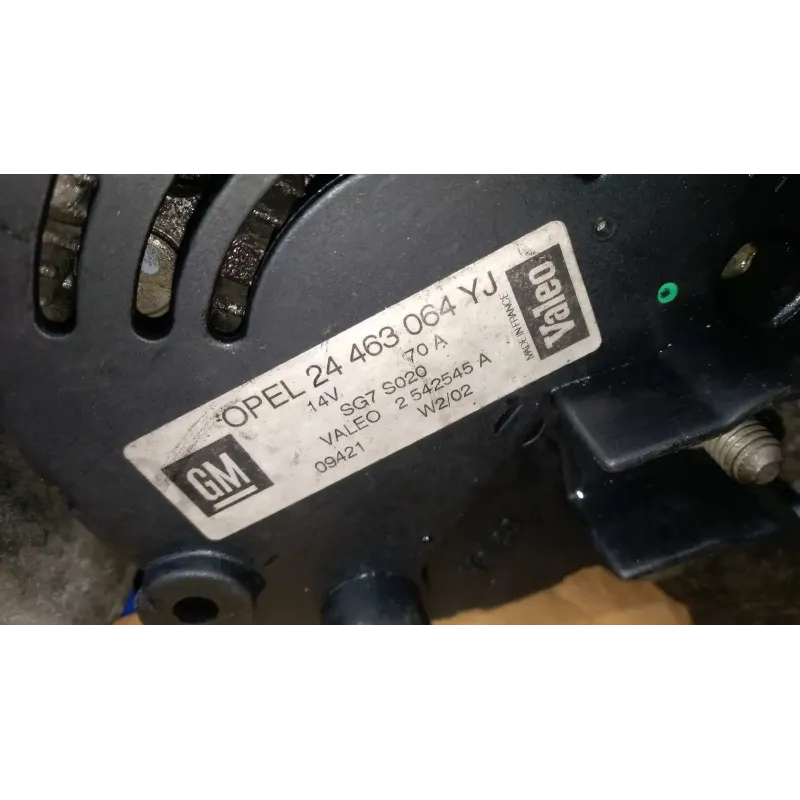 OPEL 24 463 064 YJ
14V 70 A
SG7 S020
VALEO 2 542545 A
09421 W2/02
GM
Valeo
MADE IN FRANCE